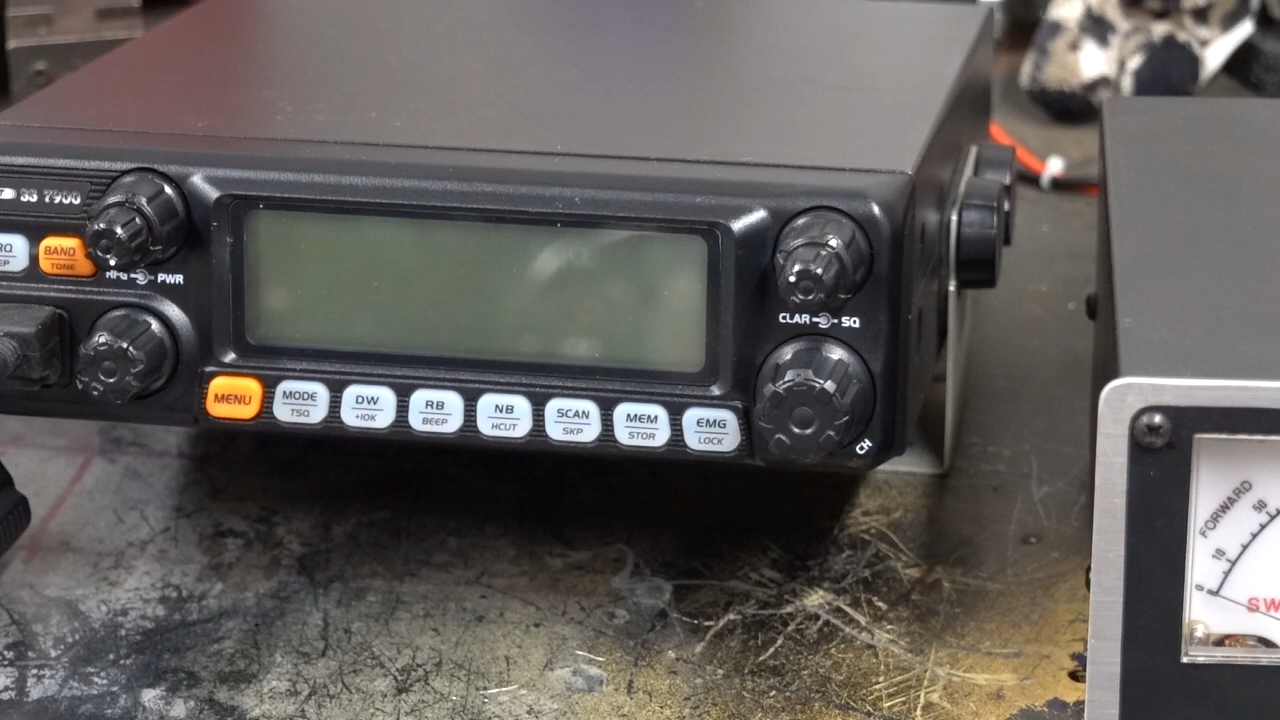 SS 7900
RQ
EP
BAND
TONE
RFG PWR
CLAR SQ
MENU
MODE
TSQ
DW
+10K
RB
BEEP
NB
HCUT
SCAN
SKP
MEM
STOR
EMG
LOCK
CH
FORWARD
0 10 50
SW